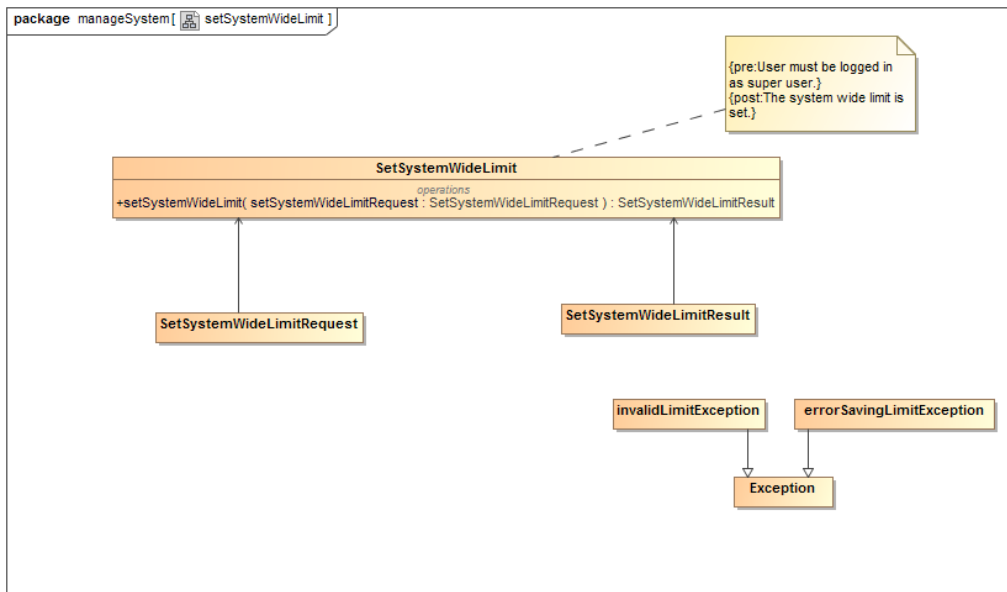 package manageSystem[ setSystemWideLimit ]
{pre:User must be logged in
as super user.}
{post:The system wide limit is
set.}
SetSystemWideLimit
operations
+setSystemWideLimit( setSystemWideLimitRequest : SetSystemWideLimitRequest ) : SetSystemWideLimitResult
SetSystemWideLimitRequest
SetSystemWideLimitResult
invalidLimitException
errorSavingLimitException
Exception